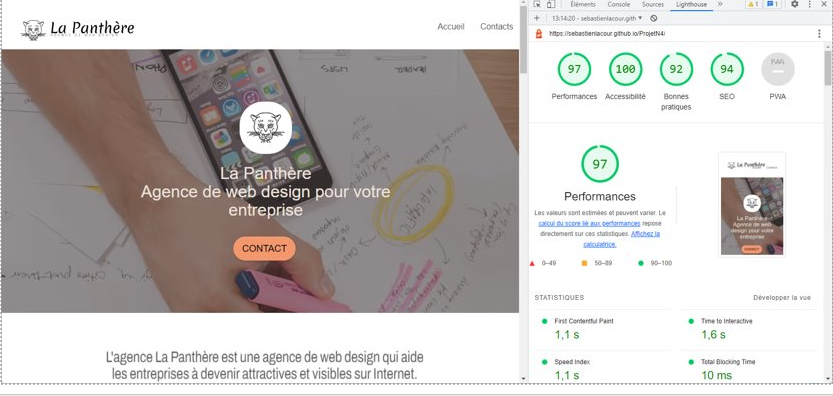 La Panthère
Accueil Contacts
La Panthère
Agence de web design pour votre
entreprise
CONTACT
L'agence La Panthère est une agence de web design qui aide
les entreprises à devenir attractives et visibles sur Internet.
Éléments Console Sources Lighthouse » 1 1
13:14:20 - sebastienlacour.gith
https://sebastienlacour.github.io/ProjetN4/
97 100 92 94
Performances Accessibilité Bonnes
pratiques SEO PWA
97
Performances
Les valeurs sont estimées et peuvent varier. Le
calcul du score lié aux performances repose
directement sur ces statistiques. Affichez la
calculatrice.
0–49 50–89 90–100
La Panthère
Agence de web design pour votre
entreprise
CONTACT
STATISTIQUES Développer la vue
First Contentful Paint Time to Interactive
1,1 s 1,6 s
Speed Index Total Blocking Time
1,1 s 10 ms